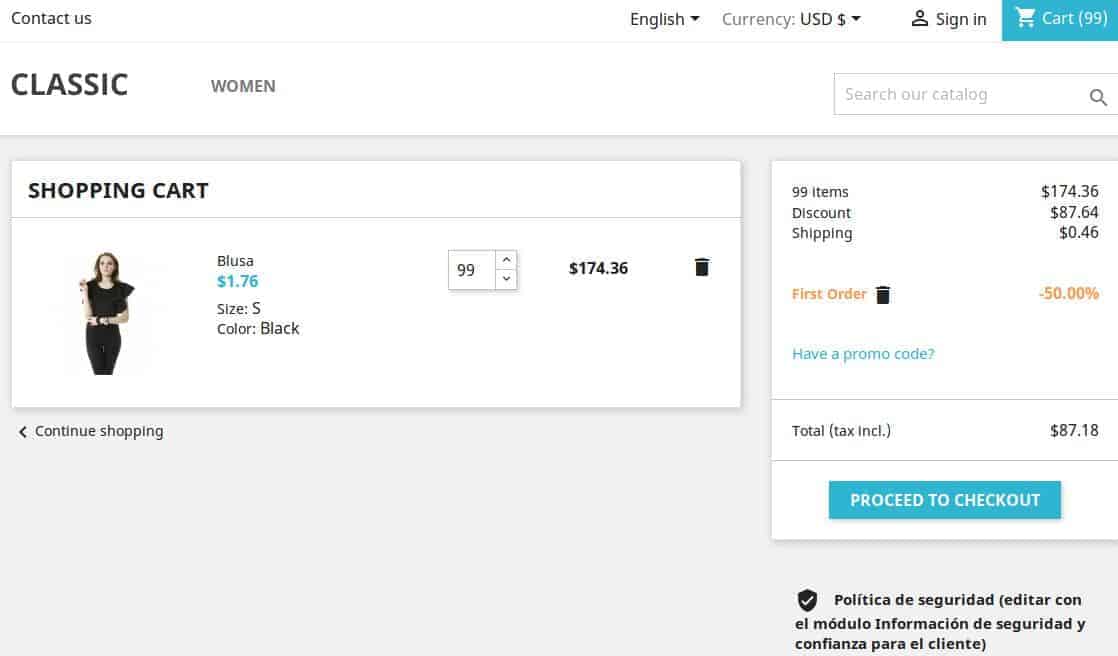 Contact us
English
Currency: USD $
Sign in
Cart (99)
CLASSIC
WOMEN
Search our catalog
SHOPPING CART
Blusa
$1.76
Size: S
Color: Black
99
$174.36
Continue shopping
99 items $174.36
Discount $87.64
Shipping $0.46
First Order -50.00%
Have a promo code?
Total (tax incl.) $87.18
PROCEED TO CHECKOUT
Política de seguridad (editar con
el módulo Información de seguridad y
confianza para el cliente)